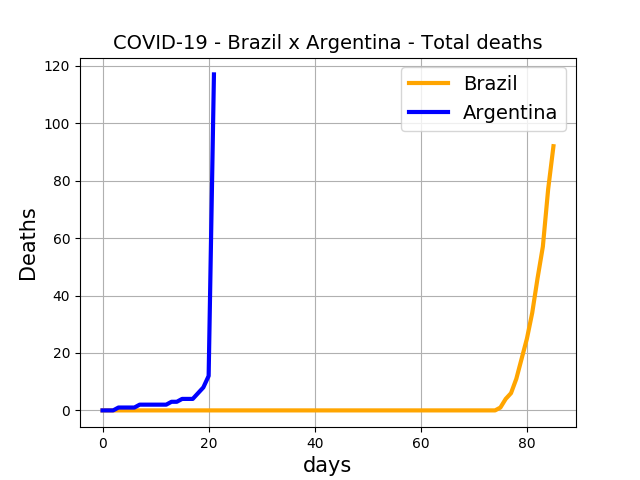 COVID-19 - Brazil x Argentina - Total deaths
Brazil
Argentina
Deaths
120
100
80
60
40
20
0
0 20 40 60 80
days